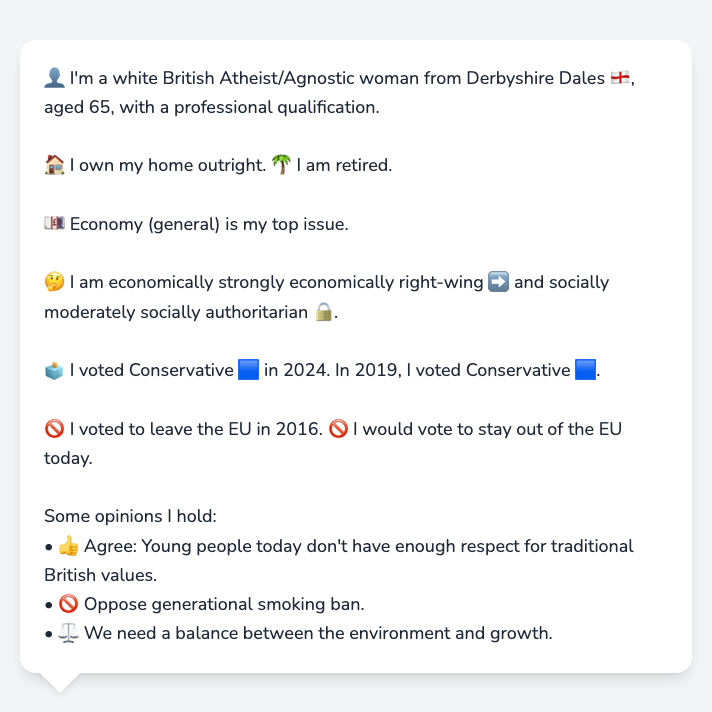 👤 I'm a white British Atheist/Agnostic woman from Derbyshire Dales 🏴󠁧󠁢󠁥󠁮󠁧󠁿,
aged 65, with a professional qualification.
🏠 I own my home outright. 🌴 I am retired.
💷 Economy (general) is my top issue.
🤔 I am economically strongly economically right-wing ➡️ and socially
moderately socially authoritarian 🔒.
🗳️ I voted Conservative 🟦 in 2024. In 2019, I voted Conservative 🟦.
🚫 I voted to leave the EU in 2016. 🚫 I would vote to stay out of the EU
today.
Some opinions I hold:
• 👍 Agree: Young people today don't have enough respect for traditional
British values.
• 🚫 Oppose generational smoking ban.
• ⚖️ We need a balance between the environment and growth.